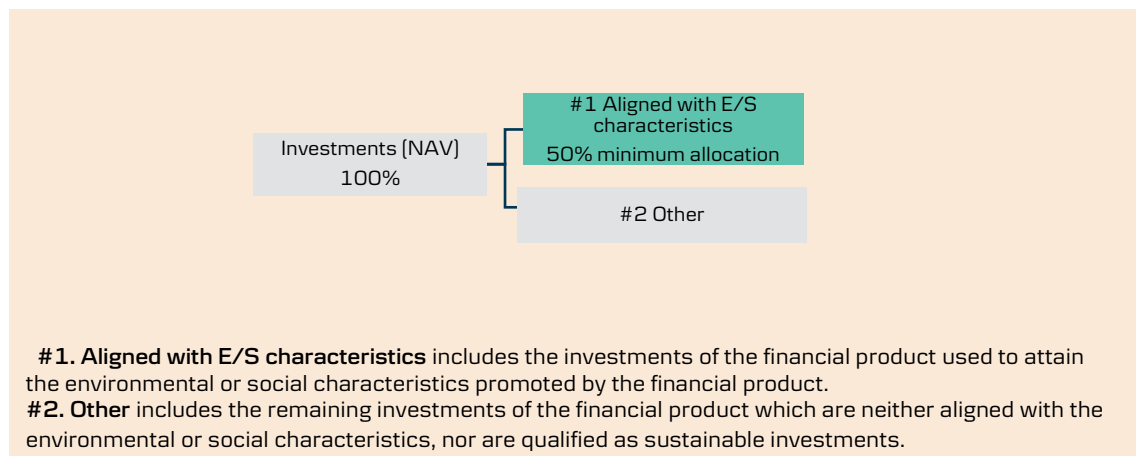 #1 Aligned with E/S
characteristics
50% minimum allocation
Investments (NAV)
100%
#2 Other
#1. Aligned with E/S characteristics includes the investments of the financial product used to attain
the environmental or social characteristics promoted by the financial product.
#2. Other includes the remaining investments of the financial product which are neither aligned with the
environmental or social characteristics, nor are qualified as sustainable investments.